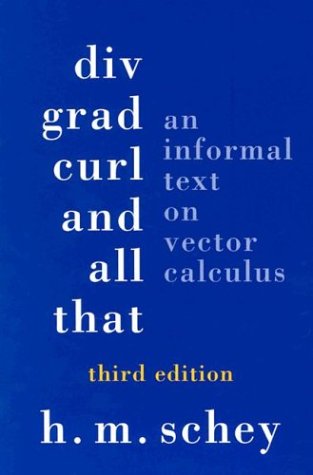 div
grad
curl
and
all
that
an
informal
text
on
vector
calculus
third edition
h. m. schey